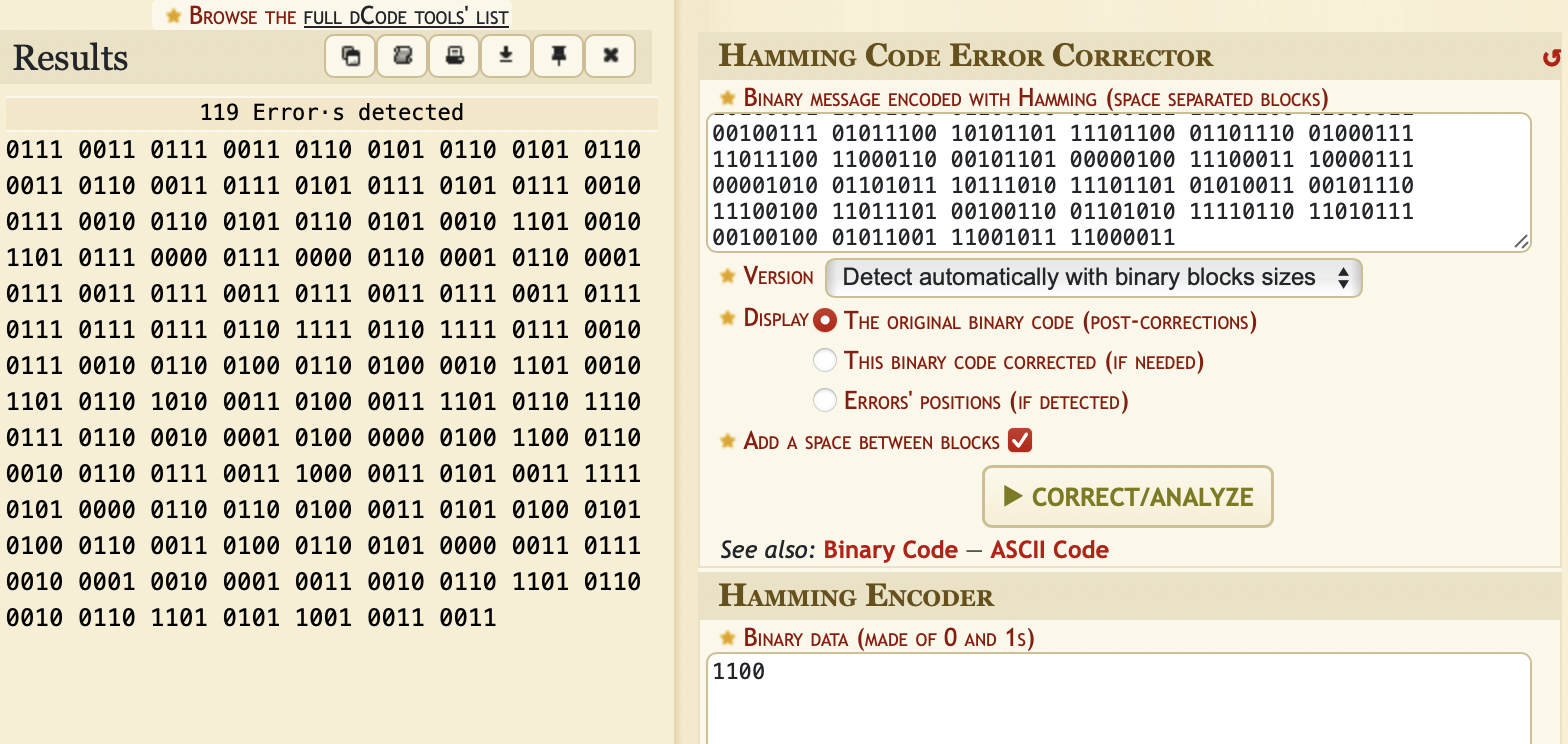 Browse the full dCode tools' list
Results
119 Error·s detected
0111 0011 0111 0011 0110 0101 0110 0101 0110
0011 0110 0011 0111 0101 0111 0101 0111 0010
0111 0010 0110 0101 0110 0101 0010 1101 0010
1101 0111 0000 0111 0000 0110 0001 0110 0001
0111 0011 0111 0011 0111 0011 0111 0011 0111
0111 0111 0111 0110 1111 0110 1111 0111 0010
0111 0010 0110 0100 0110 0100 0010 1101 0010
1101 0110 1010 0011 0100 0011 1101 0110 1110
0111 0110 0010 0001 0100 0000 0100 1100 0110
0010 0110 0111 0011 1000 0011 0101 0011 1111
0101 0000 0110 0110 0100 0011 0101 0100 0101
0100 0110 0011 0100 0110 0101 0000 0011 0111
0010 0001 0010 0001 0011 0010 0110 1101 0110
0010 0110 1101 0101 1001 0011 0011
Hamming Code Error Corrector
Binary message encoded with Hamming (space separated blocks)
00100111 01011100 10101101 11101100 01101110 01000111
11011100 11000110 00101101 00000100 11100011 10000111
00001010 01101011 10111010 11101101 01010011 00101110
11100100 11011101 00100110 01101010 11110110 11010111
00100100 01011001 11001011 11000011
Version Detect automatically with binary blocks sizes
Display The original binary code (post-corrections)
This binary code corrected (if needed)
Errors' positions (if detected)
Add a space between blocks
CORRECT/ANALYZE
See also: Binary Code — ASCII Code
Hamming Encoder
Binary data (made of 0 and 1s)
1100